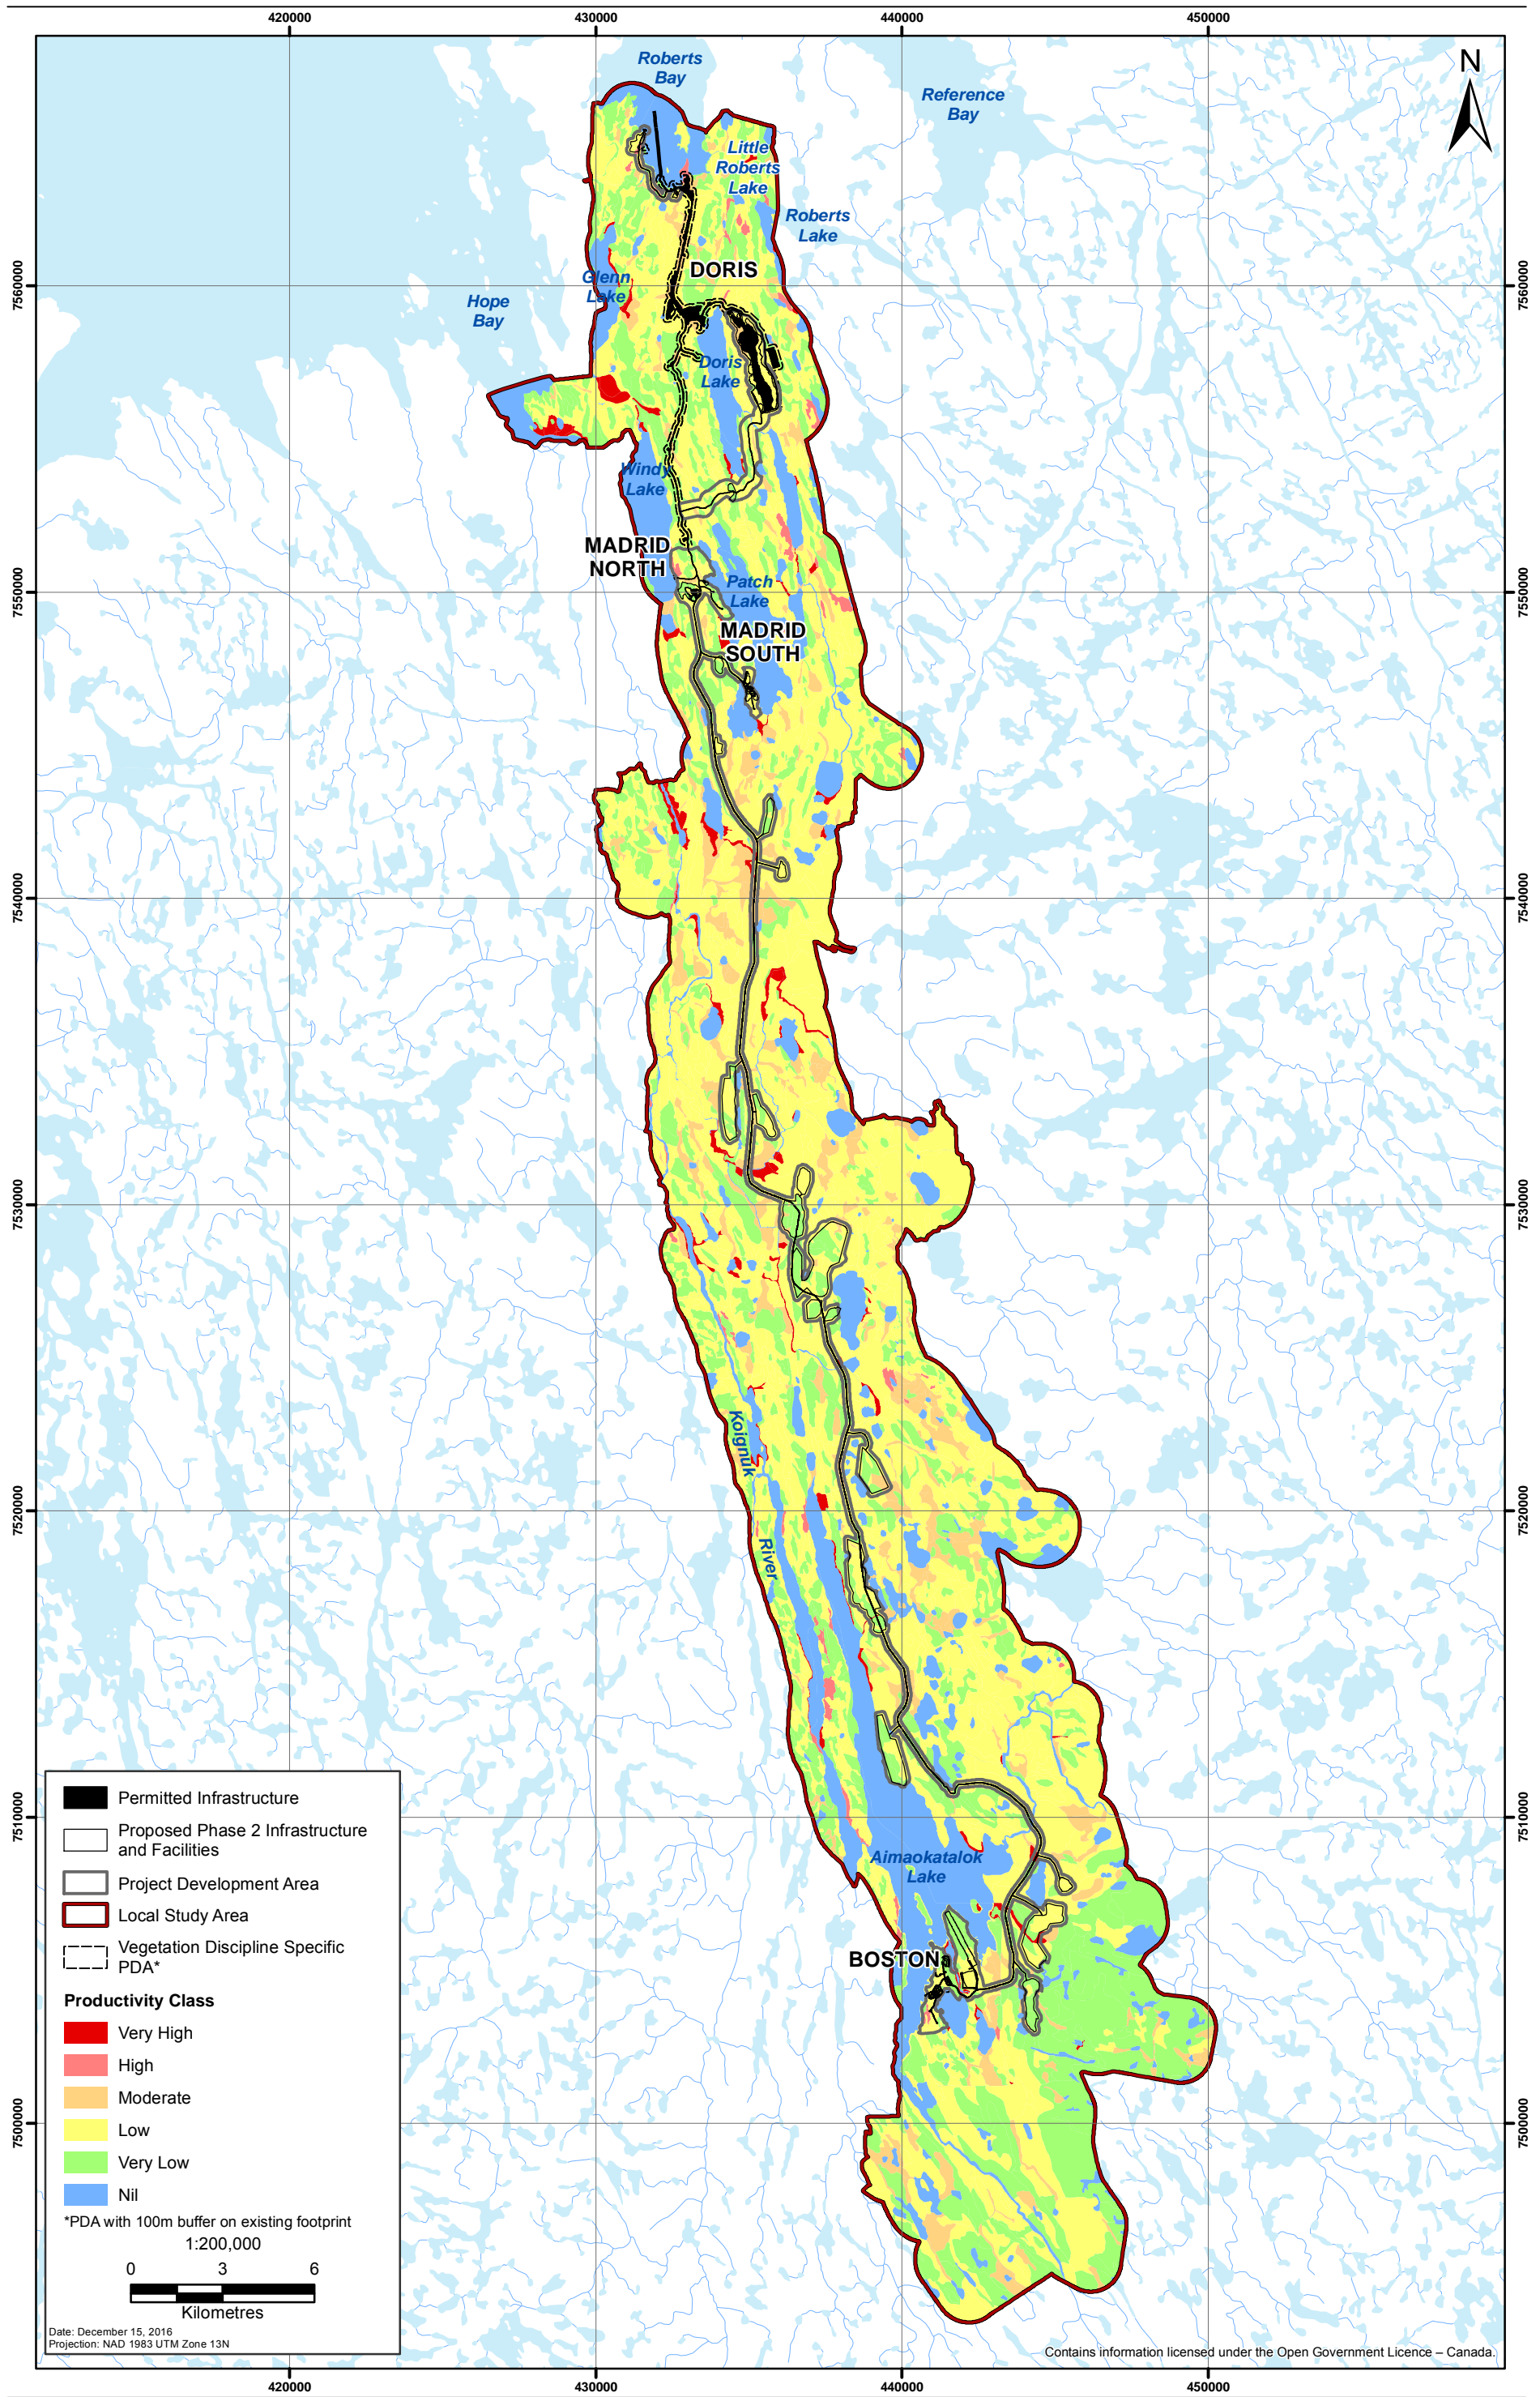 420000
430000
440000
450000
Roberts
Bay
Reference
Bay
N
Little
Roberts
Lake
Roberts
Lake
DORIS
Glenn
Lake
Hope
Bay
7560000
7560000
Doris
Lake
Windy
Lake
MADRID
NORTH
Patch
Lake
7550000
7550000
MADRID
SOUTH
7540000
7540000
7530000
7530000
Koignuk
River
7520000
7520000
7510000
7510000
Aimaokatalok
Lake
BOSTON
7500000
7500000
Permitted Infrastructure
Proposed Phase 2 Infrastructure
and Facilities
Project Development Area
Local Study Area
Vegetation Discipline Specific
PDA*
Productivity Class
Very High
High
Moderate
Low
Very Low
Nil
*PDA with 100m buffer on existing footprint
1:200,000
0 3 6
Kilometres
Date: December 15, 2016
Projection: NAD 1983 UTM Zone 13N
Contains information licensed under the Open Government Licence – Canada.
420000
430000
440000
450000